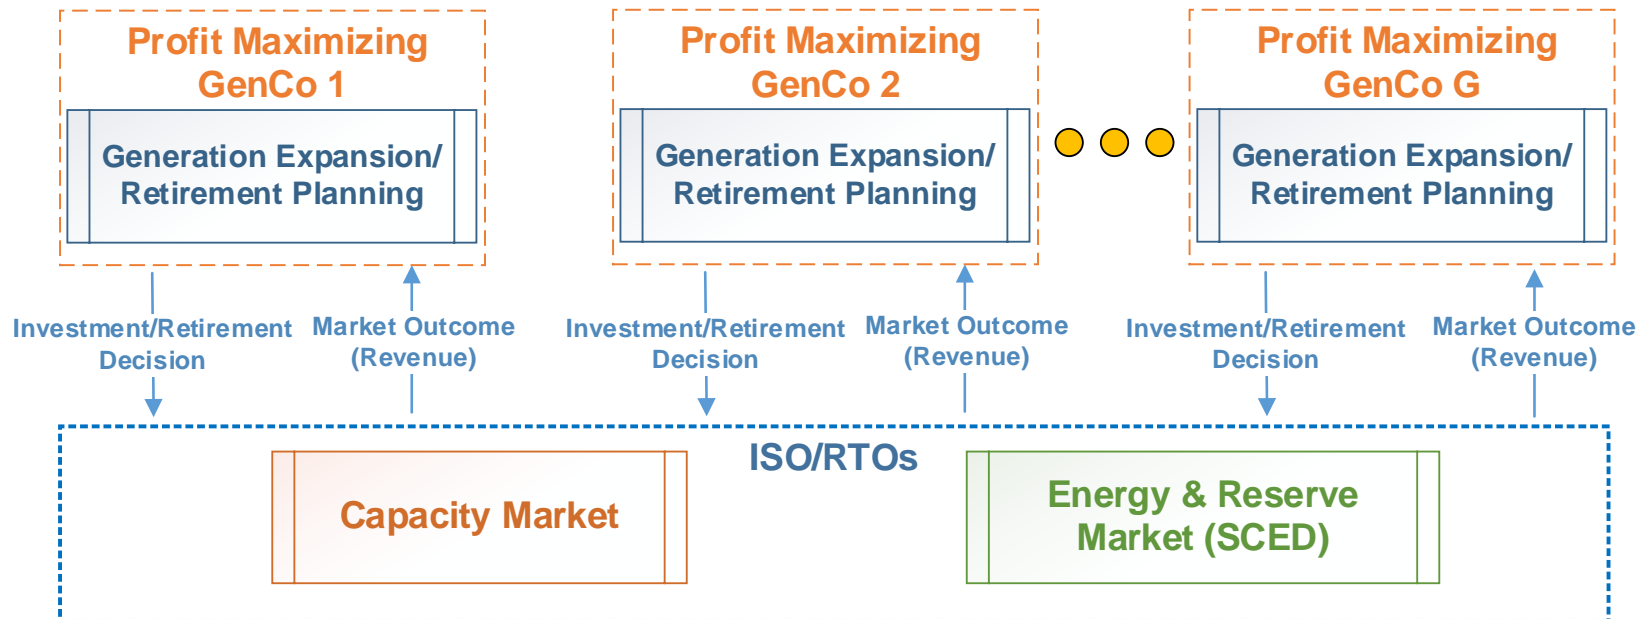 Profit Maximizing
GenCo 1
Generation Expansion/
Retirement Planning
Profit Maximizing
GenCo 2
Generation Expansion/
Retirement Planning
Profit Maximizing
GenCo G
Generation Expansion/
Retirement Planning
Investment/Retirement
Decision
Market Outcome
(Revenue)
Investment/Retirement
Decision
Market Outcome
(Revenue)
Investment/Retirement
Decision
Market Outcome
(Revenue)
ISO/RTOs
Capacity Market
Energy & Reserve
Market (SCED)